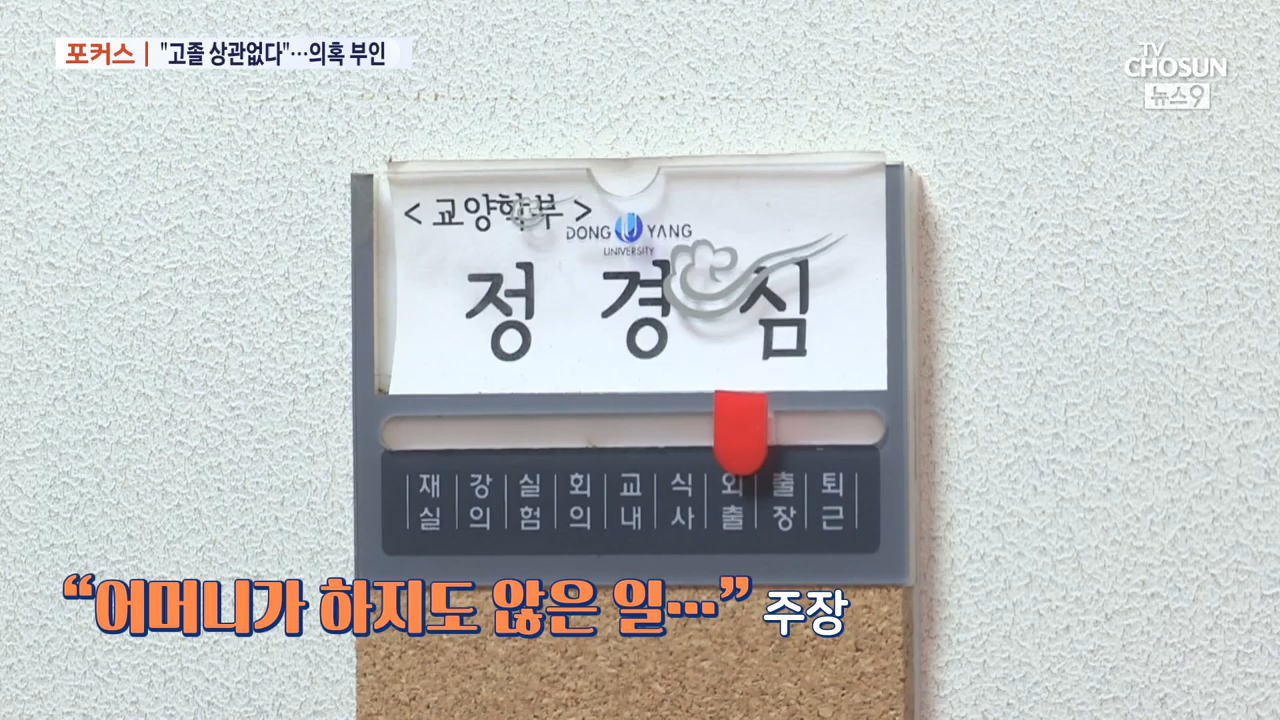 포커스 | "고졸 상관없다"…의혹 부인
TV
CHOSUN
뉴스9
< 교양학부 >
DONG YANG
UNIVERSITY
정 경 심
재실 | 강의 | 실험 | 회의 | 교내 | 식사 | 외출 | 출장 | 퇴근
“어머니가 하지도 않은 일…” 주장